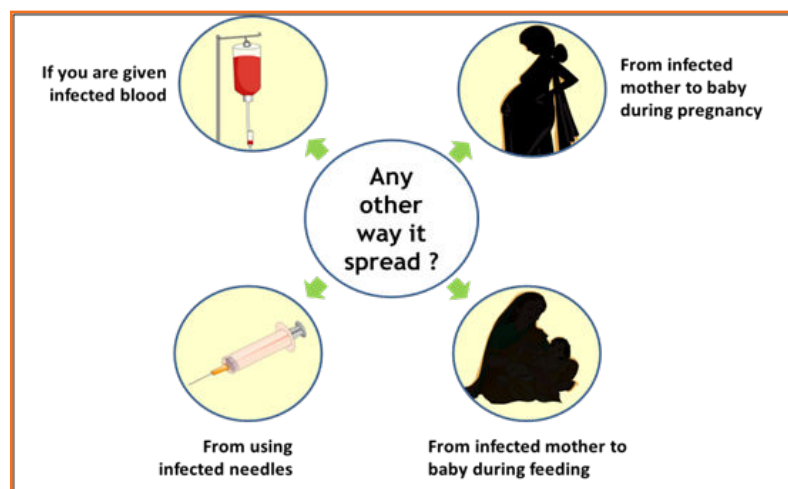 If you are given
infected blood
From infected
mother to baby
during pregnancy
Any
other
way it
spread ?
From using
infected needles
From infected mother to
baby during feeding